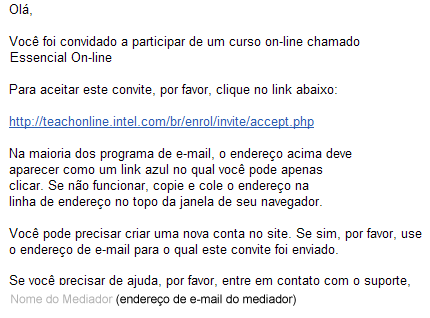 Olá,
Você foi convidado a participar de um curso on-line chamado
Essencial On-line
Para aceitar este convite, por favor, clique no link abaixo:
http://teachonline.intel.com/br/enrol/invite/accept.php
Na maioria dos programa de e-mail, o endereço acima deve
aparecer como um link azul no qual você pode apenas
clicar. Se não funcionar, copie e cole o endereço na
linha de endereço no topo da janela de seu navegador.
Você pode precisar criar uma nova conta no site. Se sim, por favor, use
o endereço de e-mail para o qual este convite foi enviado.
Se você precisar de ajuda, por favor, entre em contato com o suporte,
Nome do Mediador (endereço de e-mail do mediador)